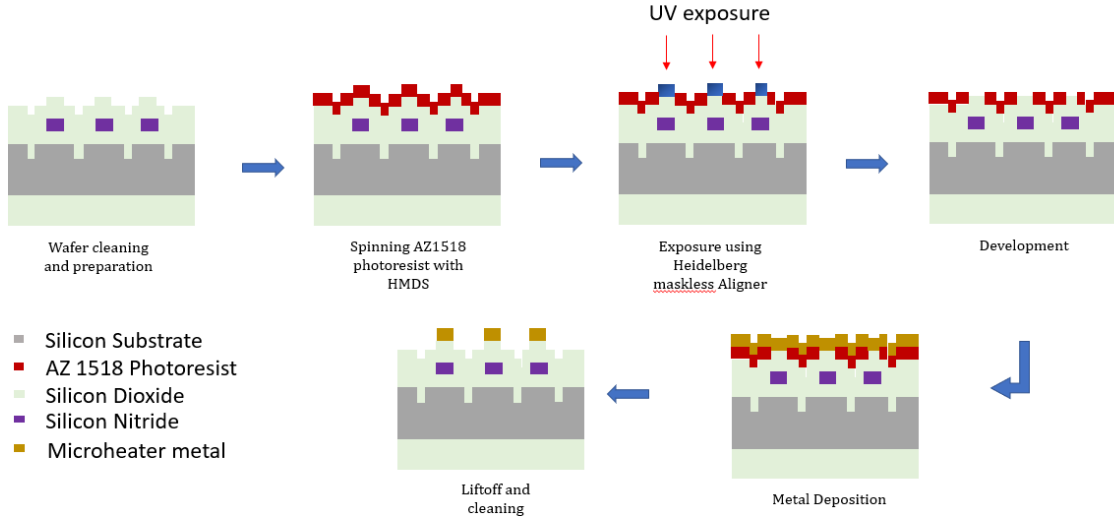 UV exposure
Wafer cleaning
and preparation
Spinning AZ1518
photoresist with
HMDS
Exposure using
Heidelberg
maskless Aligner
Development
Silicon Substrate
AZ 1518 Photoresist
Silicon Dioxide
Silicon Nitride
Microheater metal
Liftoff and
cleaning
Metal Deposition